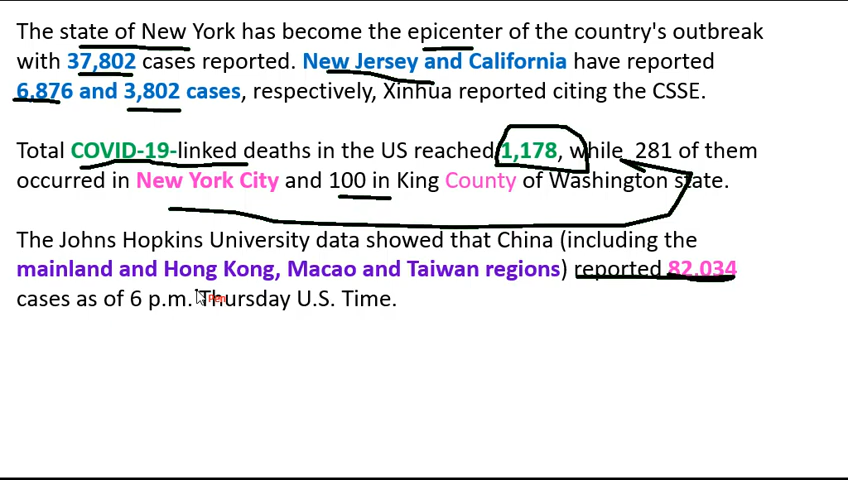 The state of New York has become the epicenter of the country's outbreak
with 37,802 cases reported. New Jersey and California have reported
6,876 and 3,802 cases, respectively, Xinhua reported citing the CSSE.
Total COVID-19-linked deaths in the US reached 1,178, while 281 of them
occurred in New York City and 100 in King County of Washington state.
The Johns Hopkins University data showed that China (including the
mainland and Hong Kong, Macao and Taiwan regions) reported 82,034
cases as of 6 p.m. Thursday U.S. Time.